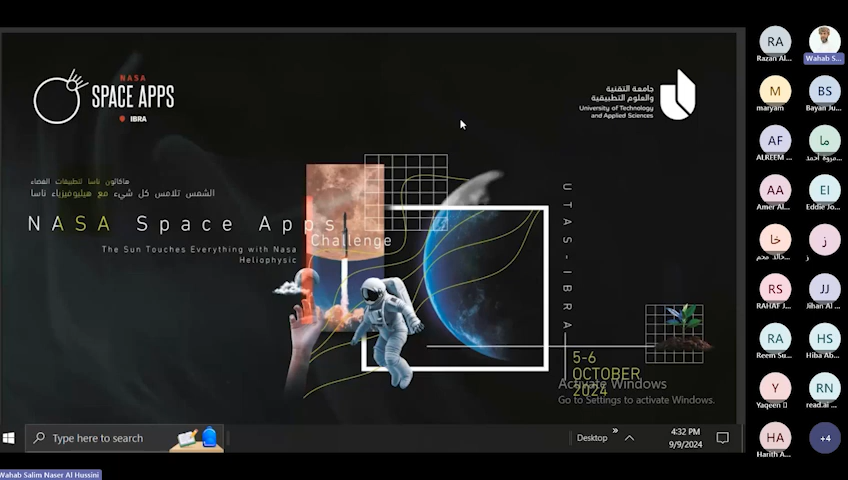 NASA
SPACE APPS
IBRA
جامعة التقنية
والعلوم التطبيقية
University of Technology
and Applied Sciences
هاكاثون ناسا لتطبيقات الفضاء
الشمس تلامس كل شيء مع هيليوفيزياء ناسا
NASA Space Apps
Challenge
The Sun Touches Everything with Nasa
Heliophysic
UTAS-IBRA
5-6
OCTOBER
2024
Activate Windows
Go to Settings to activate Windows.
Type here to search
Desktop
4:32 PM
9/9/2024
Wahab Salim Naser Al Hussini
RA
Razan Al...
Wahab S...
M
maryam
BS
Bayan Ju...
AF
ALREEM ...
ما
مروة احمد
AA
Amer Al...
EI
Eddie Jo...
خا
خالد محم...
ز
ز
RS
RAHAF J...
JJ
Jihan Al ...
RA
Reem Su...
HS
Hiba Ab...
Y
Yaqeen
RN
read.ai ...
HA
Harith A...
+4